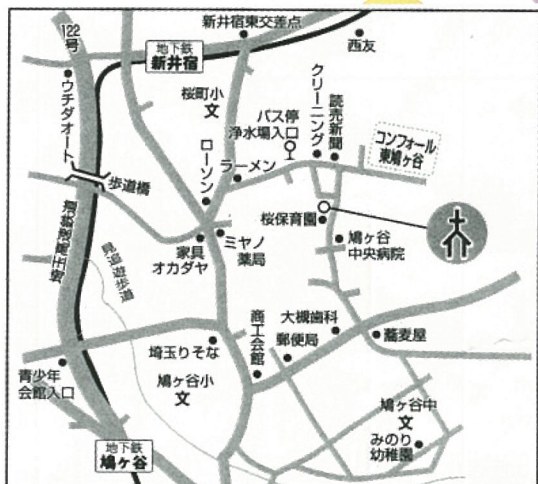 122号
地下鉄
新井宿
新井宿東交差点
西友
ウチダオート
桜町小
文
バス停
浄水場入口
クリーニング
読売新聞
コンフォール
東鳩ヶ谷
歩道橋
ローソン
ラーメン
桜保育園
鳩ヶ谷
中央病院
家具
オカダヤ
ミヤノ
薬局
見沼遊歩道
埼玉りそな
商工会館
郵便局
大槻歯科
蕎麦屋
青少年
会館入口
鳩ヶ谷小
文
鳩ヶ谷中
文
みのり
幼稚園
地下鉄
鳩ヶ谷